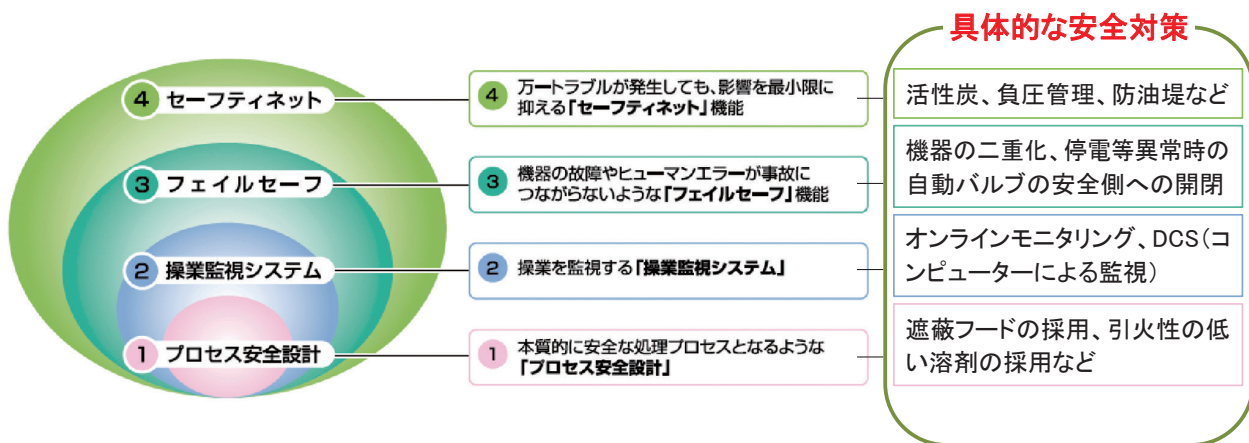 具体的な安全対策
4 セーフティネット
4 万一トラブルが発生しても、影響を最小限に
抑える「セーフティネット」機能
活性炭、負圧管理、防油堤など
3 フェイルセーフ
3 機器の故障やヒューマンエラーが事故に
つながらないような「フェイルセーフ」機能
機器の二重化、停電等異常時の
自動バルブの安全側への開閉
2 操業監視システム
2 操業を監視する「操業監視システム」
オンラインモニタリング、DCS(コ
ンピューターによる監視)
1 プロセス安全設計
1 本質的に安全な処理プロセスとなるような
「プロセス安全設計」
遮蔽フードの採用、引火性の低
い溶剤の採用など